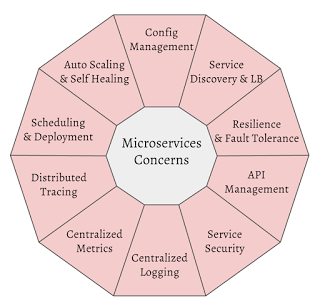 Config
Management
Service
Discovery & LB
Resilience
& Fault Tolerance
API
Management
Service
Security
Centralized
Logging
Centralized
Metrics
Distributed
Tracing
Scheduling
& Deployment
Auto Scaling
& Self Healing
Microservices
Concerns